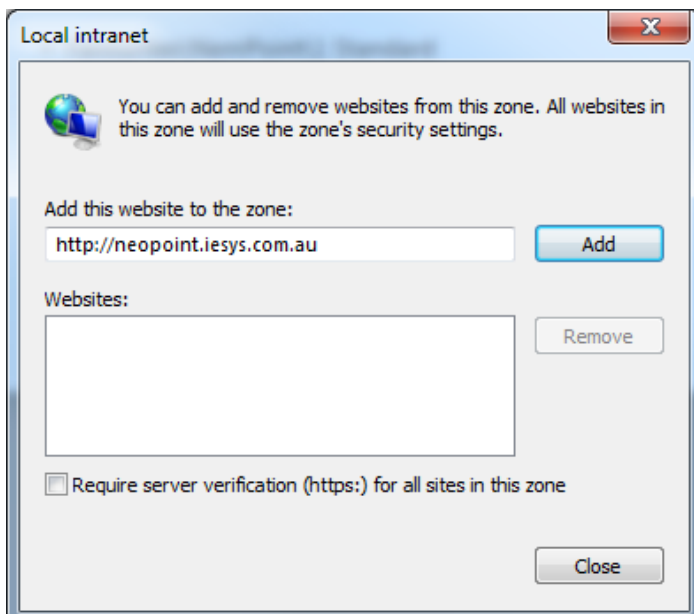 Local intranet
You can add and remove websites from this zone. All websites in
this zone will use the zone's security settings.
Add this website to the zone:
http://neopoint.iesys.com.au
Add
Websites:
Remove
Require server verification (https:) for all sites in this zone
Close